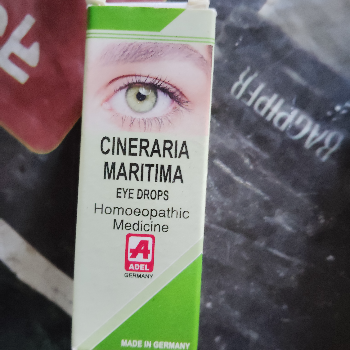 CINERARIA
MARITIMA
EYE DROPS
Homoeopathic
Medicine
A
ADEL
GERMANY
MADE IN GERMANY
BAGPIPER